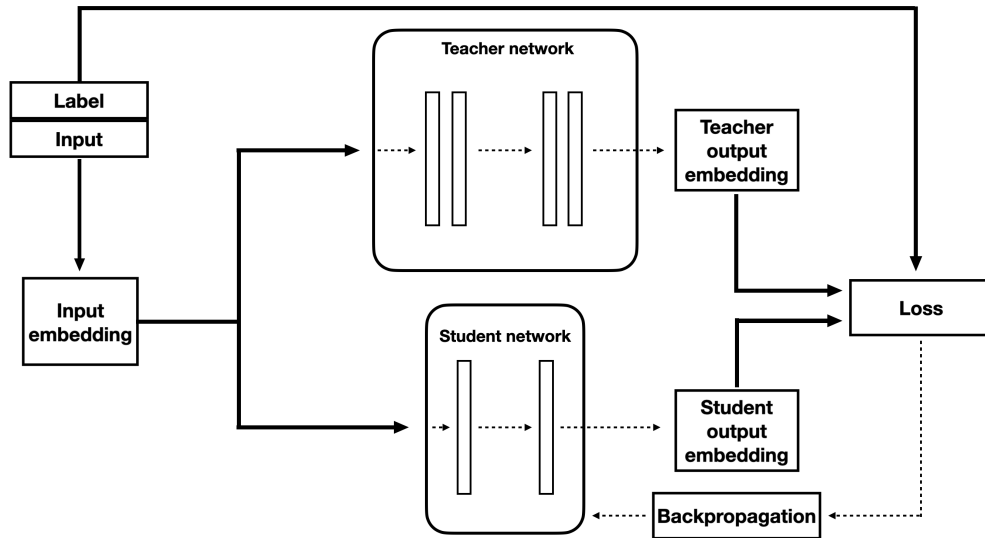 Teacher network
Label
Input
Teacher
output
embedding
Input
embedding
Loss
Student network
Student
output
embedding
Backpropagation